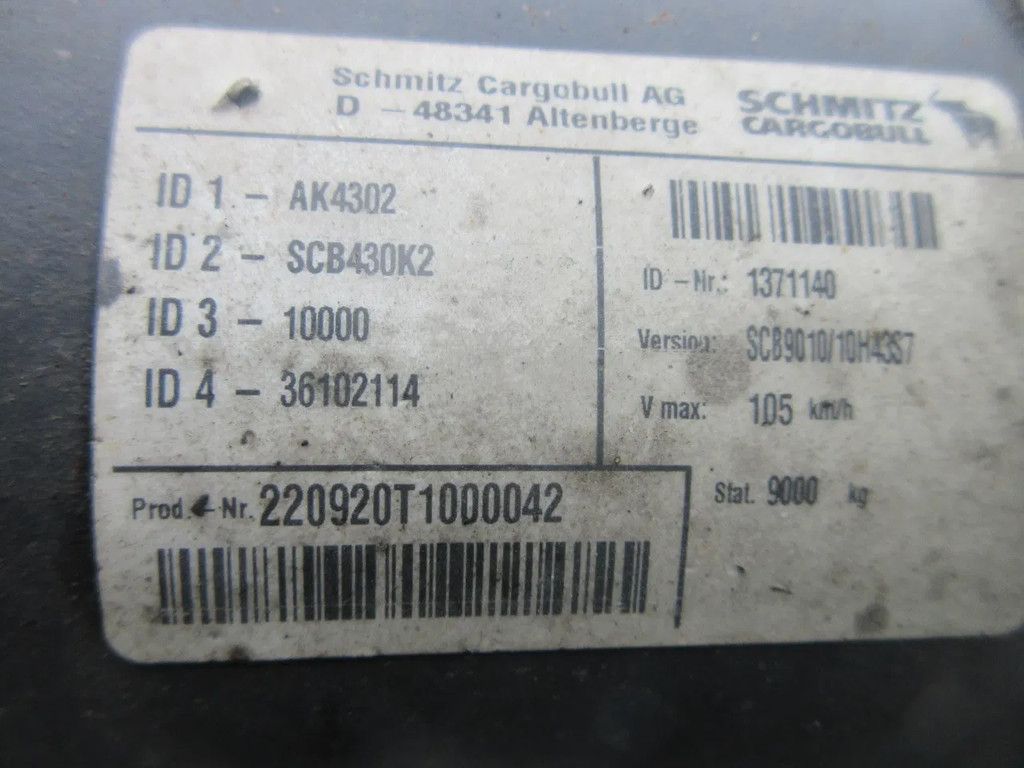 Schmitz Cargobull AG
D - 48341 Altenberge
SCHMITZ
CARGOBULL
ID 1 - AK4302
ID 2 - SCB430K2
ID 3 - 10000
ID 4 - 36102114
ID - Nr.: 1371140
Version: SCB9010/10H43S7
V max: 105 km/h
Stat. 9000 kg
Prod. - Nr. 220920T1000042